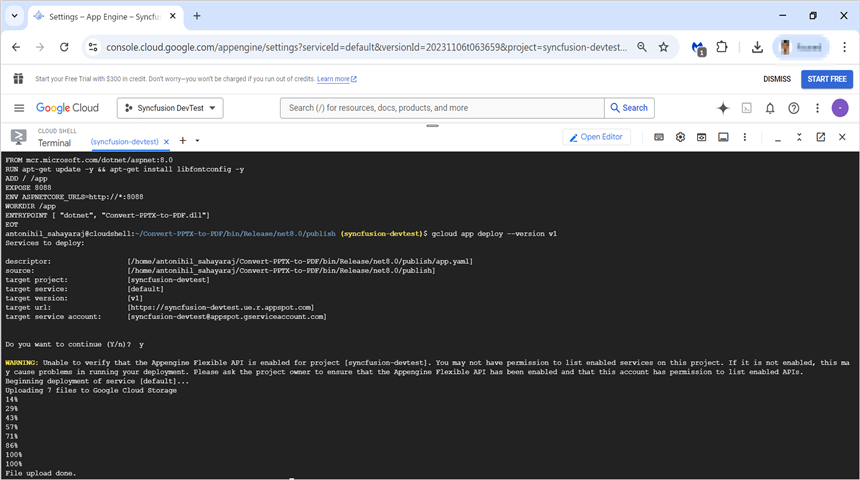 Settings – App Engine – Syncfus
console.cloud.google.com/appengine/settings?serviceId=default&versionId=20231106t063659&project=syncfusion-devtest...
1
Start your Free Trial with $300 in credit. Don't worry—you won't be charged if you run out of credits. Learn more
DISMISS
START FREE
Google Cloud
Syncfusion DevTest
Search (/) for resources, docs, products, and more
Search
CLOUD SHELL
Terminal
(syncfusion-devtest)
Open Editor
FROM mcr.microsoft.com/dotnet/aspnet:8.0
RUN apt-get update -y && apt-get install libfontconfig -y
ADD / /app
EXPOSE 8088
ENV ASPNETCORE_URLS=http://*:8088
WORKDIR /app
ENTRYPOINT [ "dotnet", "Convert-PPTX-to-PDF.dll"]
EOT
antonihil_sahayaraj@cloudshell:~/Convert-PPTX-to-PDF/bin/Release/net8.0/publish (syncfusion-devtest)$ gcloud app deploy --version v1
Services to deploy:
descriptor: [/home/antonihil_sahayaraj/Convert-PPTX-to-PDF/bin/Release/net8.0/publish/app.yaml]
source: [/home/antonihil_sahayaraj/Convert-PPTX-to-PDF/bin/Release/net8.0/publish]
target project: [syncfusion-devtest]
target service: [default]
target version: [v1]
target url: [https://syncfusion-devtest.ue.r.appspot.com]
target service account: [syncfusion-devtest@appspot.gserviceaccount.com]
Do you want to continue (Y/n)? y
WARNING: Unable to verify that the Appengine Flexible API is enabled for project [syncfusion-devtest]. You may not have permission to list enabled services on this project. If it is not enabled, this ma
y cause problems in running your deployment. Please ask the project owner to ensure that the Appengine Flexible API has been enabled and that this account has permission to list enabled APIs.
Beginning deployment of service [default]...
Uploading 7 files to Google Cloud Storage
14%
29%
43%
57%
71%
86%
100%
100%
File upload done.